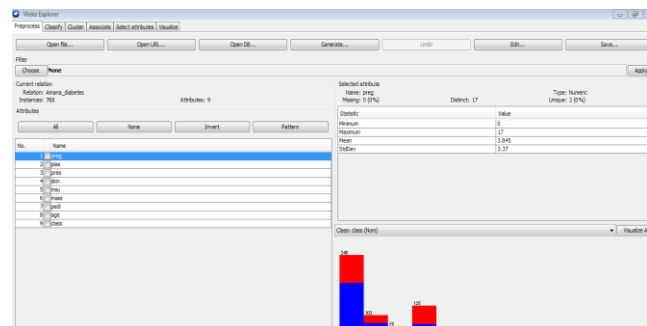 Weka Explorer
Preprocess Classify Cluster Associate Select attributes Visualize
Open file... Open URL... Open DB... Generate... Undo Edit... Save...
Filter
Choose None Apply
Current relation
Relation: diabetes
Instances: 768 Attributes: 9
Selected attribute
Name: preg Type: Numeric
Missing: 0 (0%) Distinct: 17 Unique: 2 (0%)
Attributes
All None Invert Pattern
No. Name
1 preg
2 plas
3 pres
4 skin
5 insu
6 mass
7 pedi
8 age
9 class
Statistic Value
Minimum 0
Maximum 17
Mean 3.845
StdDev 3.37
Class: class (Nom) Visualize A
246
103
75
125